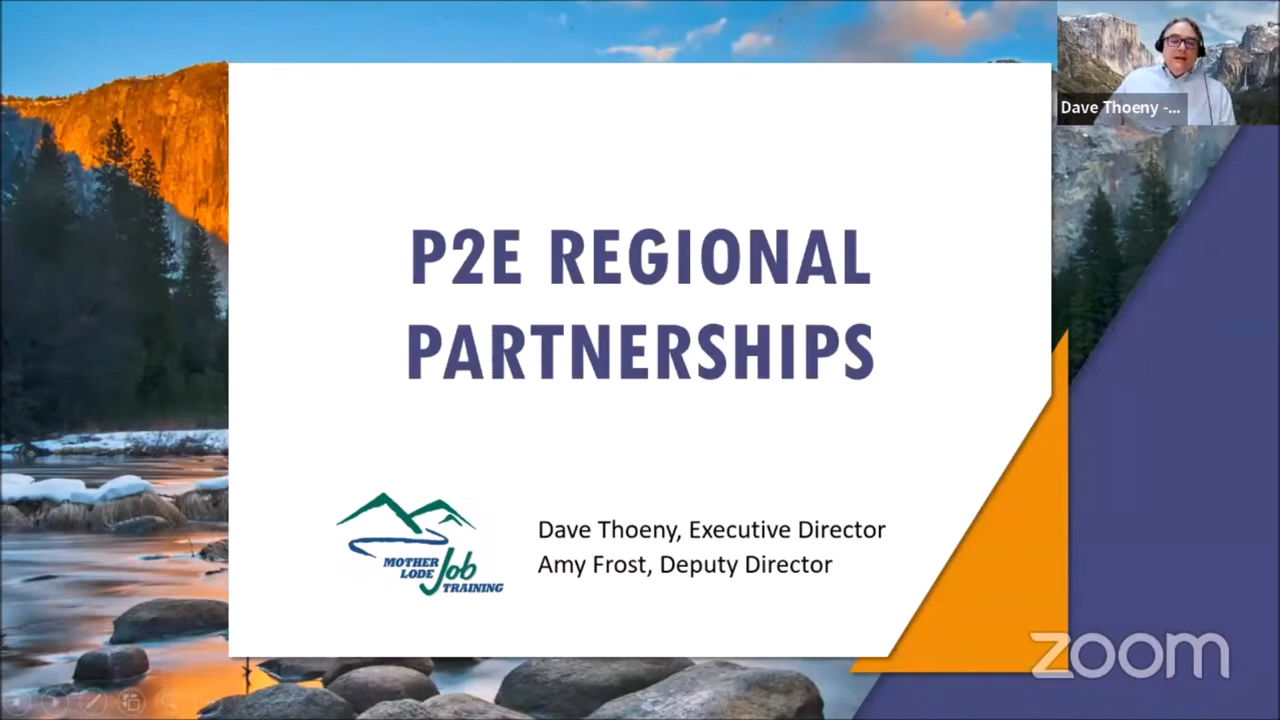 Dave Thoeny -...
P2E REGIONAL
PARTNERSHIPS
MOTHER
LODE Job
TRAINING
Dave Thoeny, Executive Director
Amy Frost, Deputy Director
zoom